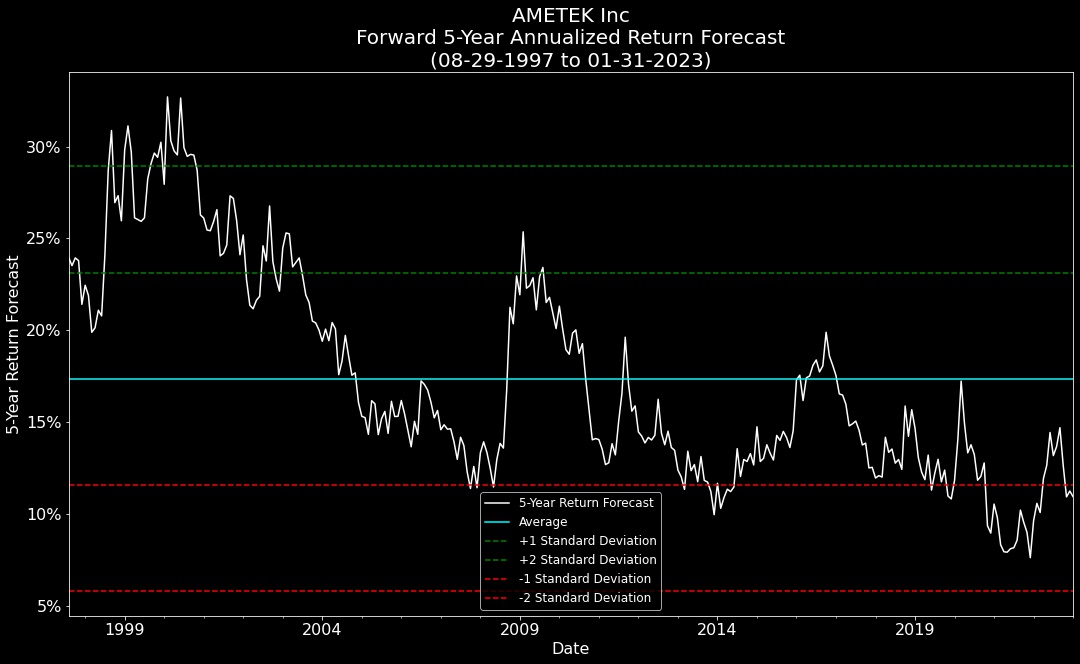 AMETEK Inc
Forward 5-Year Annualized Return Forecast
(08-29-1997 to 01-31-2023)
5-Year Return Forecast
30%
25%
20%
15%
10%
5%
5-Year Return Forecast
Average
+1 Standard Deviation
+2 Standard Deviation
-1 Standard Deviation
-2 Standard Deviation
1999
2004
2009
2014
2019
Date